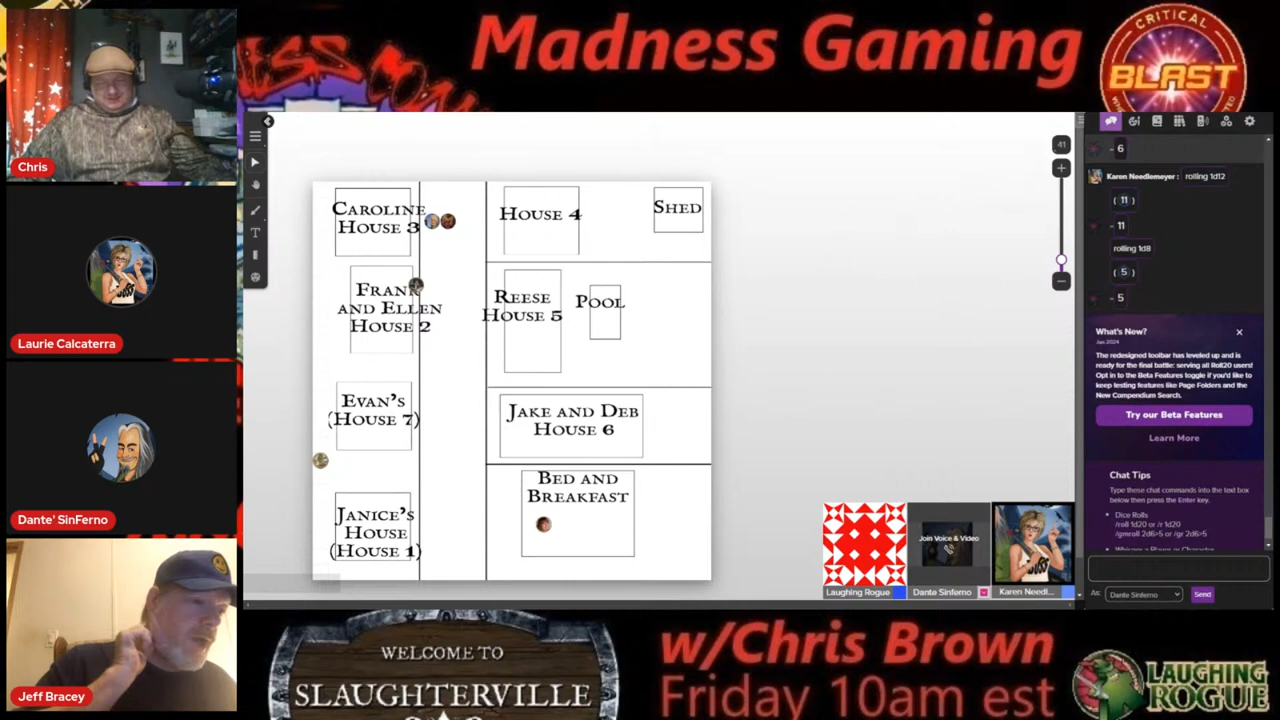 Madness Gaming
CRITICAL
BLAST
Chris
Laurie Calcaterra
Dante' SinFerno
Jeff Bracey
41
Caroline
House 3
House 4
Shed
Fran
and Ellen
House 2
Reese
House 5
Pool
Evan's
(House 7)
Jake and Deb
House 6
Bed and
Breakfast
Janice's
House
(House 1)
Join Voice & Video
Laughing Rogue
Dante Sinferno
Karen Needl...
6
Karen Needlemeyer : rolling 1d12
( 11 )
11
rolling 1d8
( 5 )
5
What's New?
Jan 2024
The redesigned toolbar has leveled up and is
ready for the final battle: serving all Roll20 users!
Opt in to the Beta Features toggle if you'd like to
keep testing features like Page Folders and the
New Compendium Search.
Try our Beta Features
Learn More
Chat Tips
Type these chat commands into the text box
below then press the Enter key.
• Dice Rolls
/roll 1d20 or /r 1d20
/gmroll 2d6>5 or /gr 2d6>5
As: Dante Sinferno
Send
WELCOME TO
SLAUGHTERVILLE
w/Chris Brown
Friday 10am est
LAUGHING
ROGUE